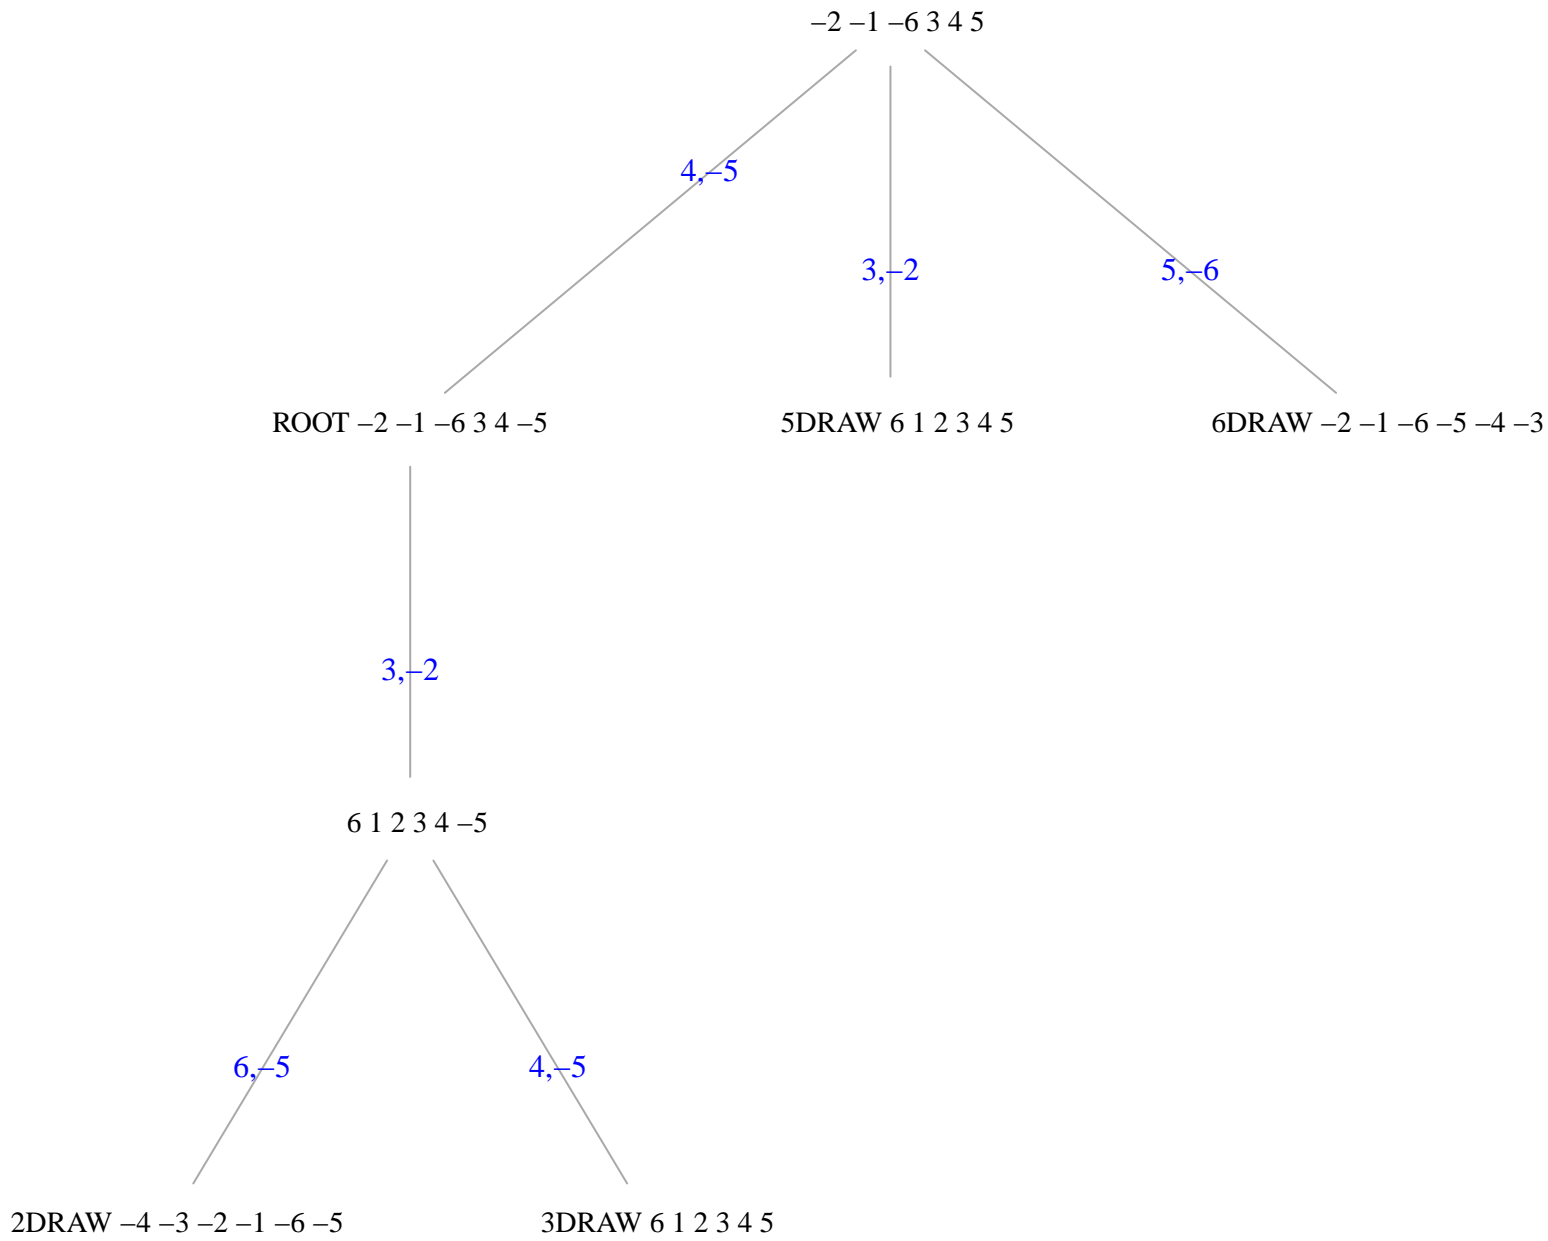 –2 –1 –6 3 4 5
4,–5
3,–2
5,–6
ROOT –2 –1 –6 3 4 –5
5DRAW 6 1 2 3 4 5
6DRAW –2 –1 –6 –5 –4 –3
3,–2
6 1 2 3 4 –5
6,–5
4,–5
2DRAW –4 –3 –2 –1 –6 –5
3DRAW 6 1 2 3 4 5